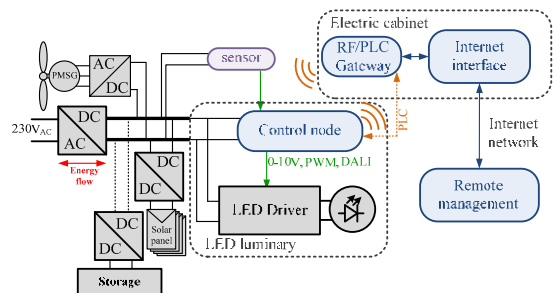 Electric cabinet
PMSG
AC
DC
sensor
RF/PLC
Gateway
Internet
interface
230VAC
DC
AC
Control node
PLC
Internet
network
Energy
flow
0-10V, PWM, DALI
DC
DC
LED Driver
Remote
management
Solar
panel
DC
DC
LED luminary
Storage